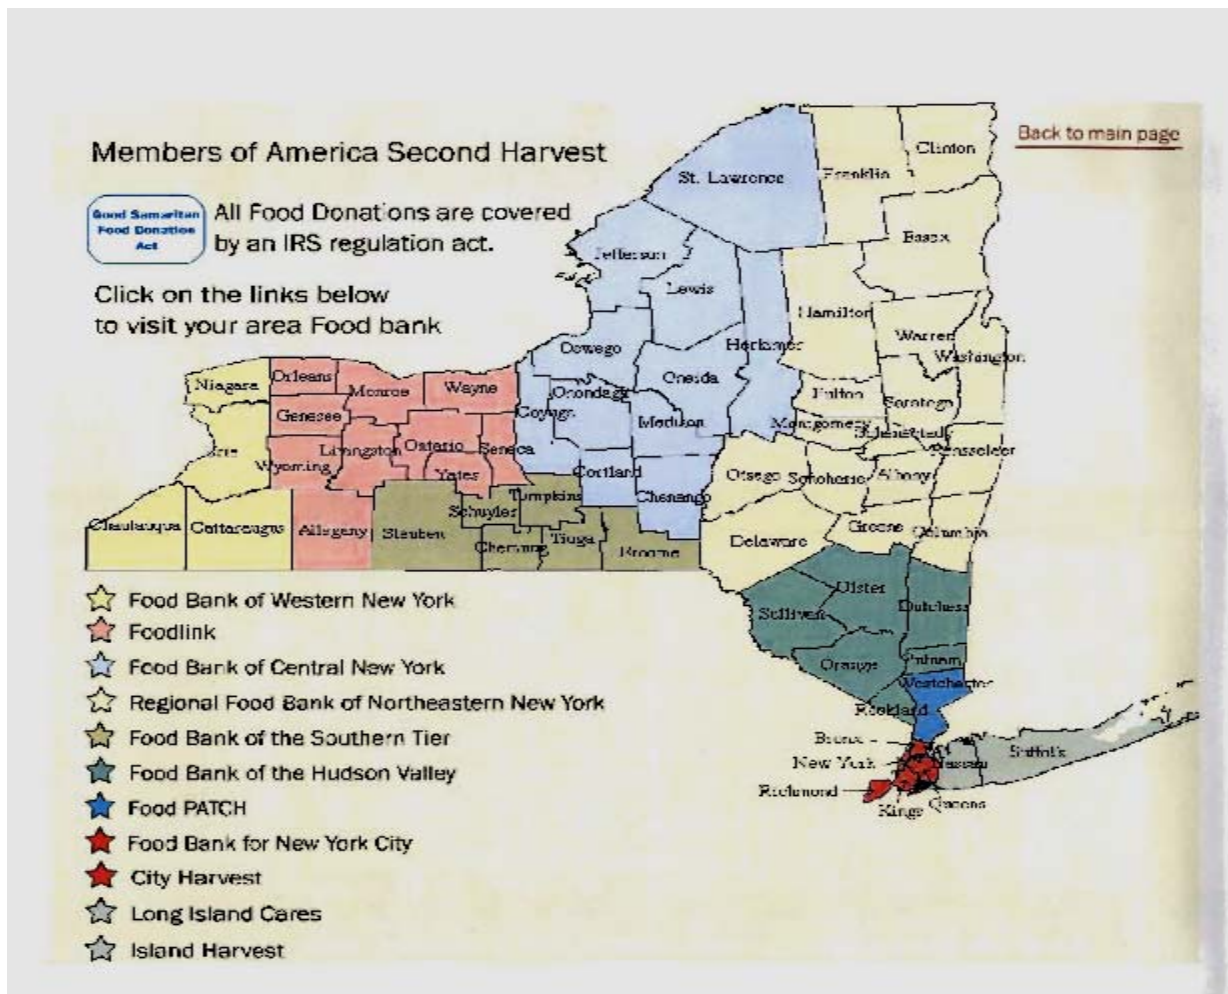 Back to main page
Members of America Second Harvest
Good Samaritan
Food Donation
Act
All Food Donations are covered
by an IRS regulation act.
Click on the links below
to visit your area Food bank
Clinton
St. Lawrence
Franklin
Essex
Jefferson
Lewis
Hamilton
Warren
Washington
Herkimer
Oswego
Oneida
Niagara
Orleans
Monroe
Wayne
Onondaga
Cayuga
Madison
Fulton
Saratoga
Montgomery
Schenectady
Rensseleer
Genesee
Erie
Wyoming
Livingston
Ontario
Seneca
Yates
Cortland
Chenango
Otsego
Schoharie
Albany
Chautauqua
Cattaraugus
Allegany
Steuben
Schuyler
Tompkins
Chemung
Tioga
Broome
Delaware
Greene
Columbia
Ulster
Dutchess
Sullivan
Orange
Putnam
Westchester
Rockland
Bronx
New York
Richmond
Kings
Queens
Nassau
Suffolk
Food Bank of Western New York
Foodlink
Food Bank of Central New York
Regional Food Bank of Northeastern New York
Food Bank of the Southern Tier
Food Bank of the Hudson Valley
Food PATCH
Food Bank for New York City
City Harvest
Long Island Cares
Island Harvest